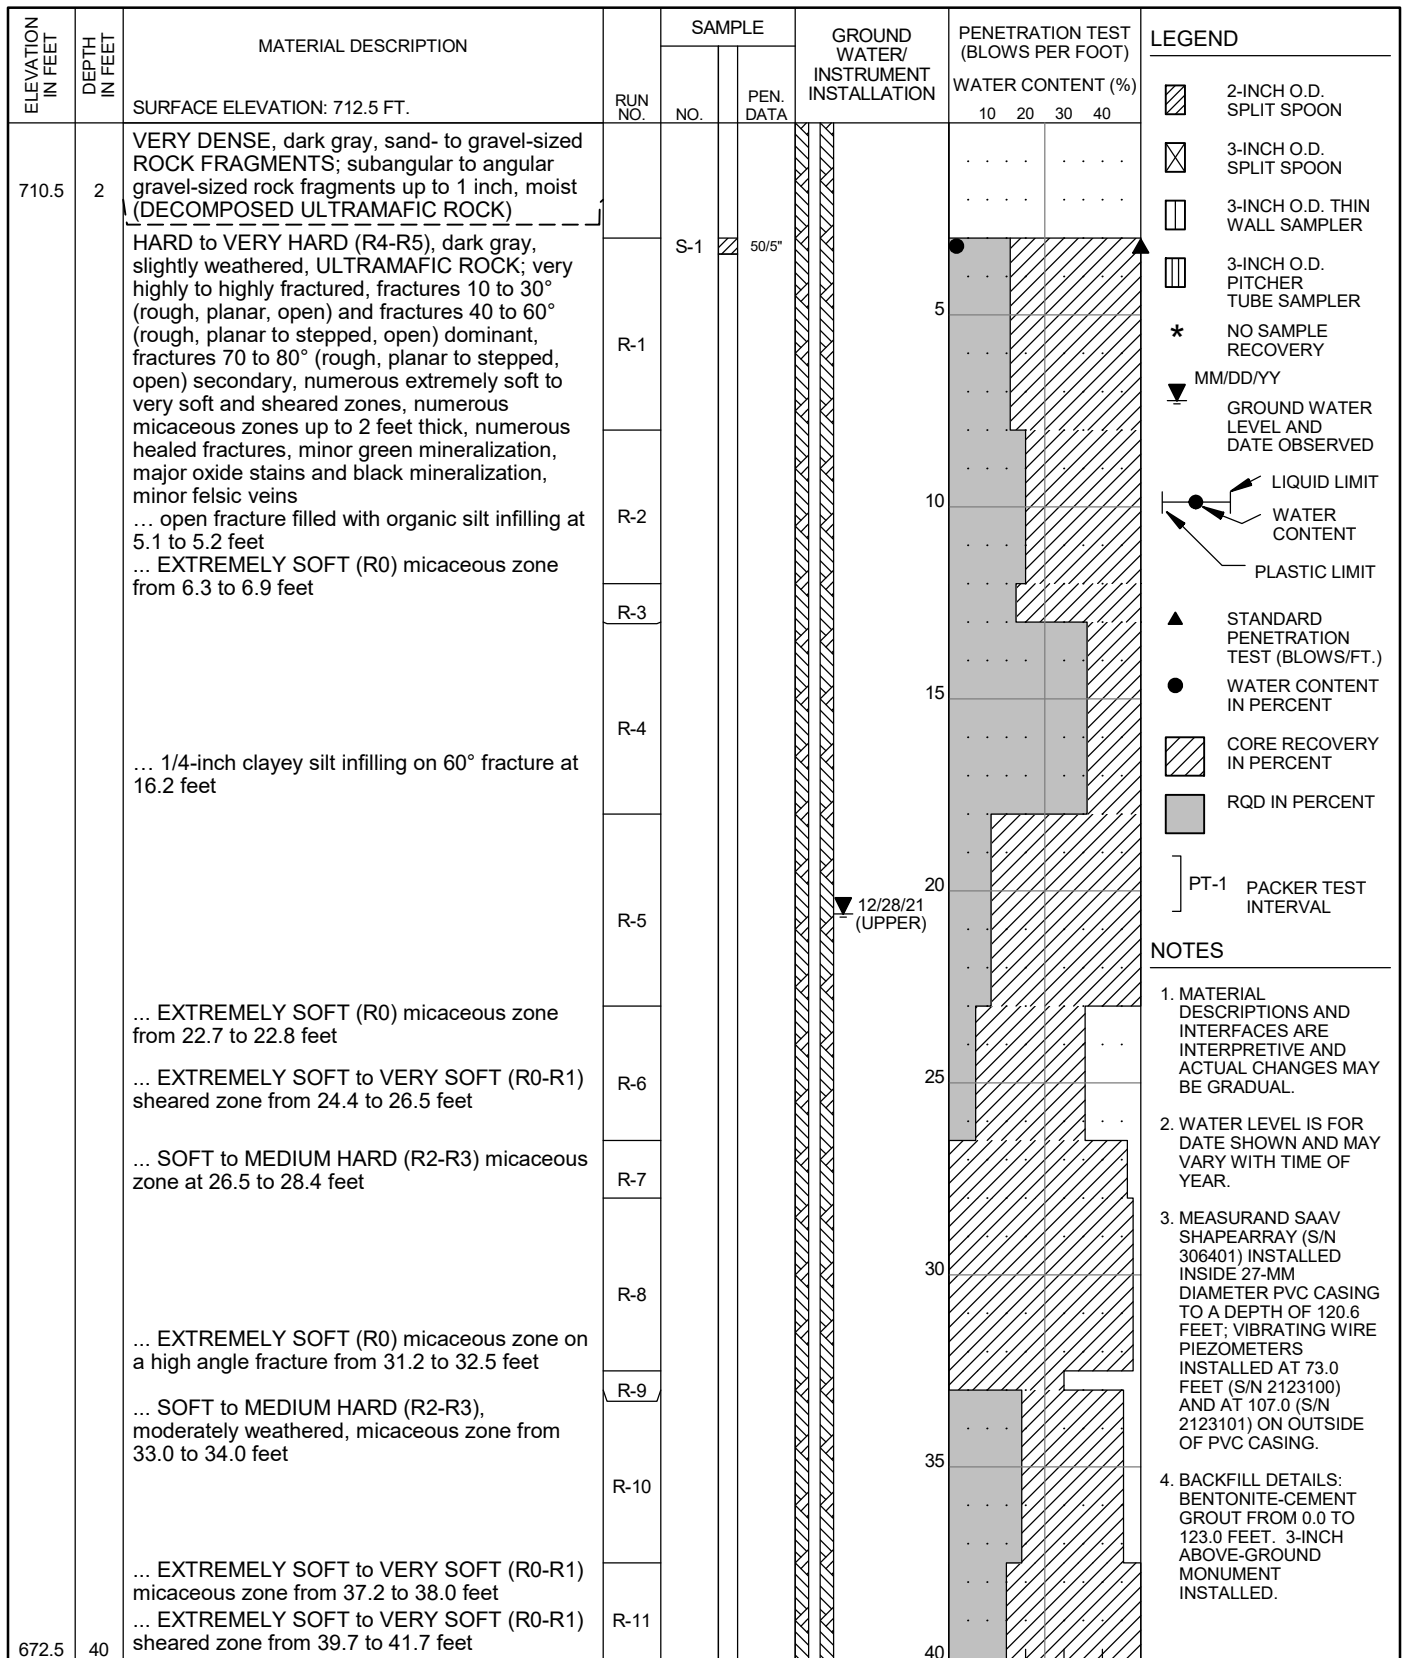 ELEVATION
IN FEET
DEPTH
IN FEET
MATERIAL DESCRIPTION
SURFACE ELEVATION: 712.5 FT.
RUN
NO.
SAMPLE
NO.
PEN.
DATA
GROUND
WATER/
INSTRUMENT
INSTALLATION
PENETRATION TEST
(BLOWS PER FOOT)
WATER CONTENT (%)
10 20 30 40
710.5 2
VERY DENSE, dark gray, sand- to gravel-sized
ROCK FRAGMENTS; subangular to angular
gravel-sized rock fragments up to 1 inch, moist
(DECOMPOSED ULTRAMAFIC ROCK)
HARD to VERY HARD (R4-R5), dark gray,
slightly weathered, ULTRAMAFIC ROCK; very
highly to highly fractured, fractures 10 to 30°
(rough, planar, open) and fractures 40 to 60°
(rough, planar to stepped, open) dominant,
fractures 70 to 80° (rough, planar to stepped,
open) secondary, numerous extremely soft to
very soft and sheared zones, numerous
micaceous zones up to 2 feet thick, numerous
healed fractures, minor green mineralization,
major oxide stains and black mineralization,
minor felsic veins
… open fracture filled with organic silt infilling at
5.1 to 5.2 feet
... EXTREMELY SOFT (R0) micaceous zone
from 6.3 to 6.9 feet
… 1/4-inch clayey silt infilling on 60° fracture at
16.2 feet
... EXTREMELY SOFT (R0) micaceous zone
from 22.7 to 22.8 feet
... EXTREMELY SOFT to VERY SOFT (R0-R1)
sheared zone from 24.4 to 26.5 feet
... SOFT to MEDIUM HARD (R2-R3) micaceous
zone at 26.5 to 28.4 feet
... EXTREMELY SOFT (R0) micaceous zone on
a high angle fracture from 31.2 to 32.5 feet
... SOFT to MEDIUM HARD (R2-R3),
moderately weathered, micaceous zone from
33.0 to 34.0 feet
... EXTREMELY SOFT to VERY SOFT (R0-R1)
micaceous zone from 37.2 to 38.0 feet
... EXTREMELY SOFT to VERY SOFT (R0-R1)
sheared zone from 39.7 to 41.7 feet
672.5 40
R-1
R-2
R-3
R-4
R-5
R-6
R-7
R-8
R-9
R-10
R-11
S-1
50/5"
12/28/21
(UPPER)
5
10
15
20
25
30
35
40
LEGEND
2-INCH O.D.
SPLIT SPOON
3-INCH O.D.
SPLIT SPOON
3-INCH O.D. THIN
WALL SAMPLER
3-INCH O.D.
PITCHER
TUBE SAMPLER
* NO SAMPLE
RECOVERY
MM/DD/YY
GROUND WATER
LEVEL AND
DATE OBSERVED
LIQUID LIMIT
WATER
CONTENT
PLASTIC LIMIT
STANDARD
PENETRATION
TEST (BLOWS/FT.)
WATER CONTENT
IN PERCENT
CORE RECOVERY
IN PERCENT
RQD IN PERCENT
PT-1 PACKER TEST
INTERVAL
NOTES
1. MATERIAL
DESCRIPTIONS AND
INTERFACES ARE
INTERPRETIVE AND
ACTUAL CHANGES MAY
BE GRADUAL.
2. WATER LEVEL IS FOR
DATE SHOWN AND MAY
VARY WITH TIME OF
YEAR.
3. MEASURAND SAAV
SHAPEARRAY (S/N
306401) INSTALLED
INSIDE 27-MM
DIAMETER PVC CASING
TO A DEPTH OF 120.6
FEET; VIBRATING WIRE
PIEZOMETERS
INSTALLED AT 73.0
FEET (S/N 2123100)
AND AT 107.0 (S/N
2123101) ON OUTSIDE
OF PVC CASING.
4. BACKFILL DETAILS:
BENTONITE-CEMENT
GROUT FROM 0.0 TO
123.0 FEET. 3-INCH
ABOVE-GROUND
MONUMENT
INSTALLED.